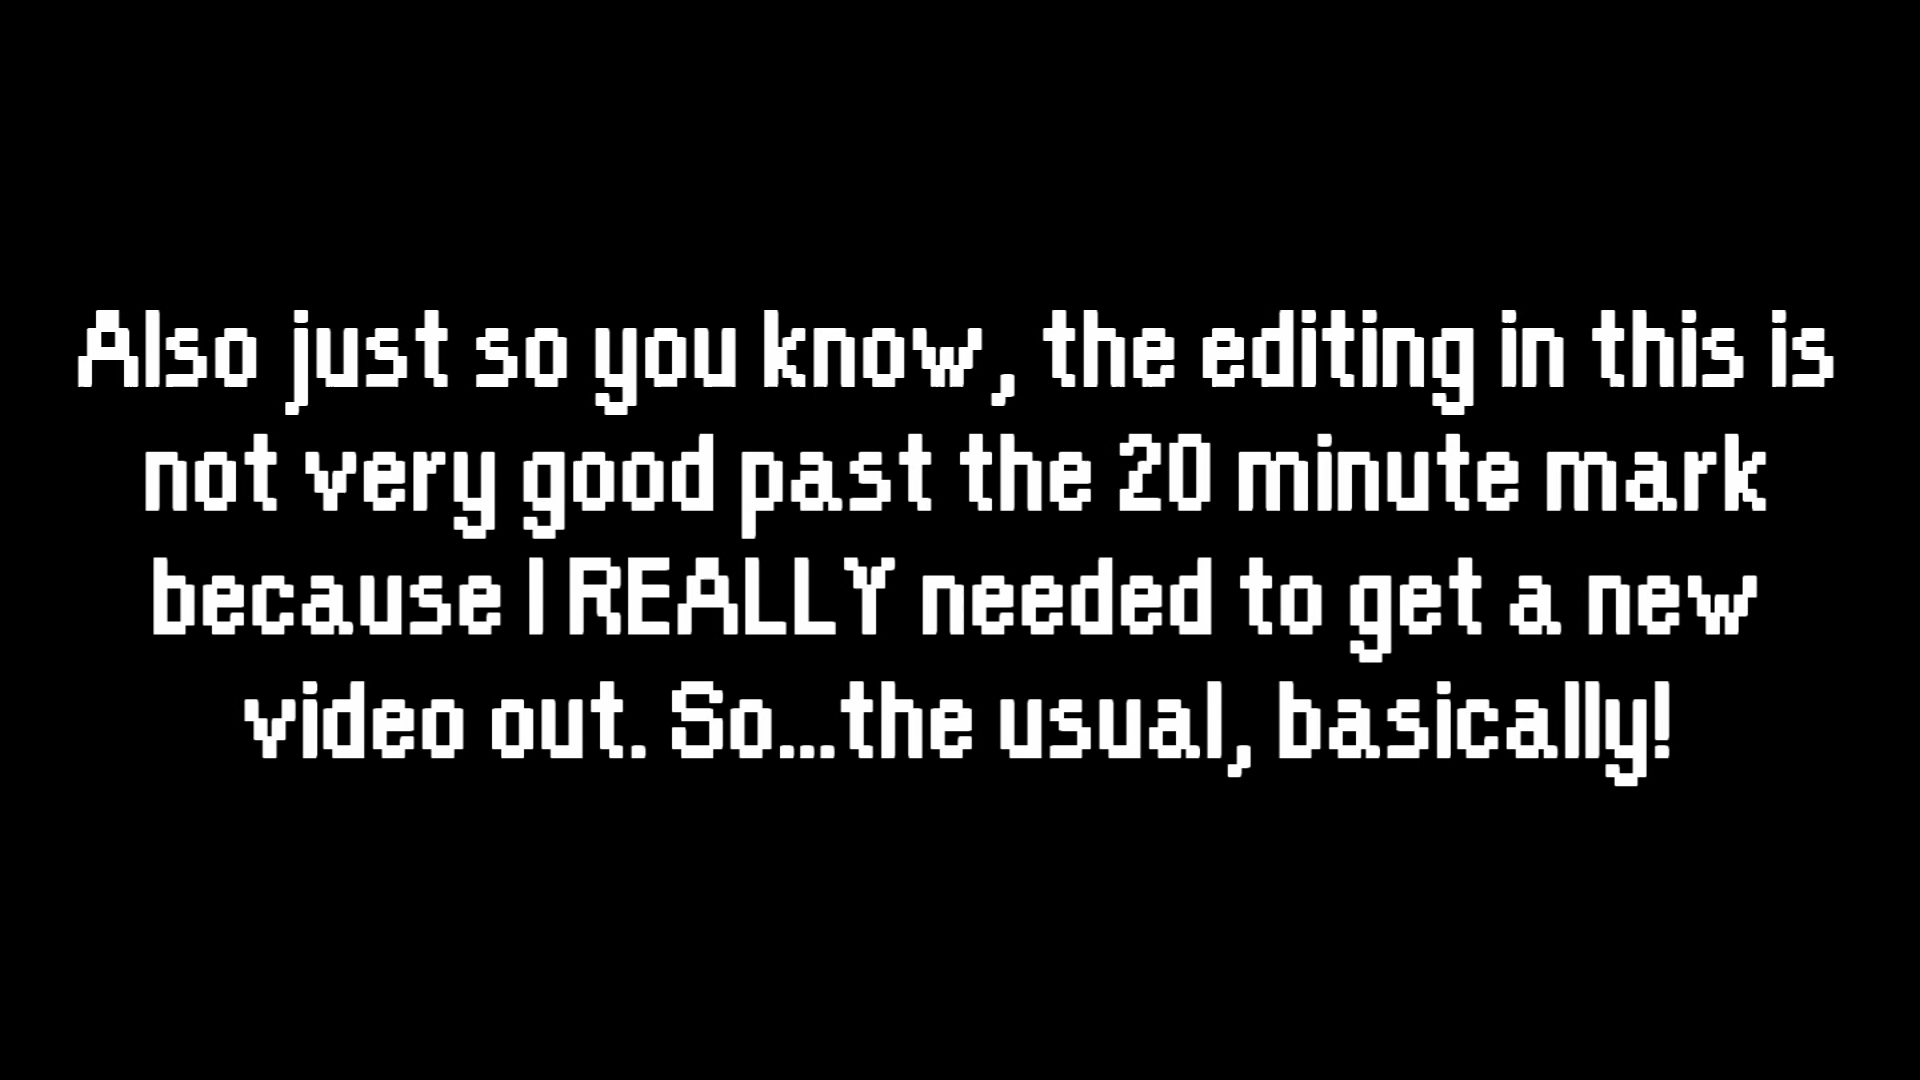 Also just so you know, the editing in this is
not very good past the 20 minute mark
because I REALLY needed to get a new
video out. So...the usual, basically!